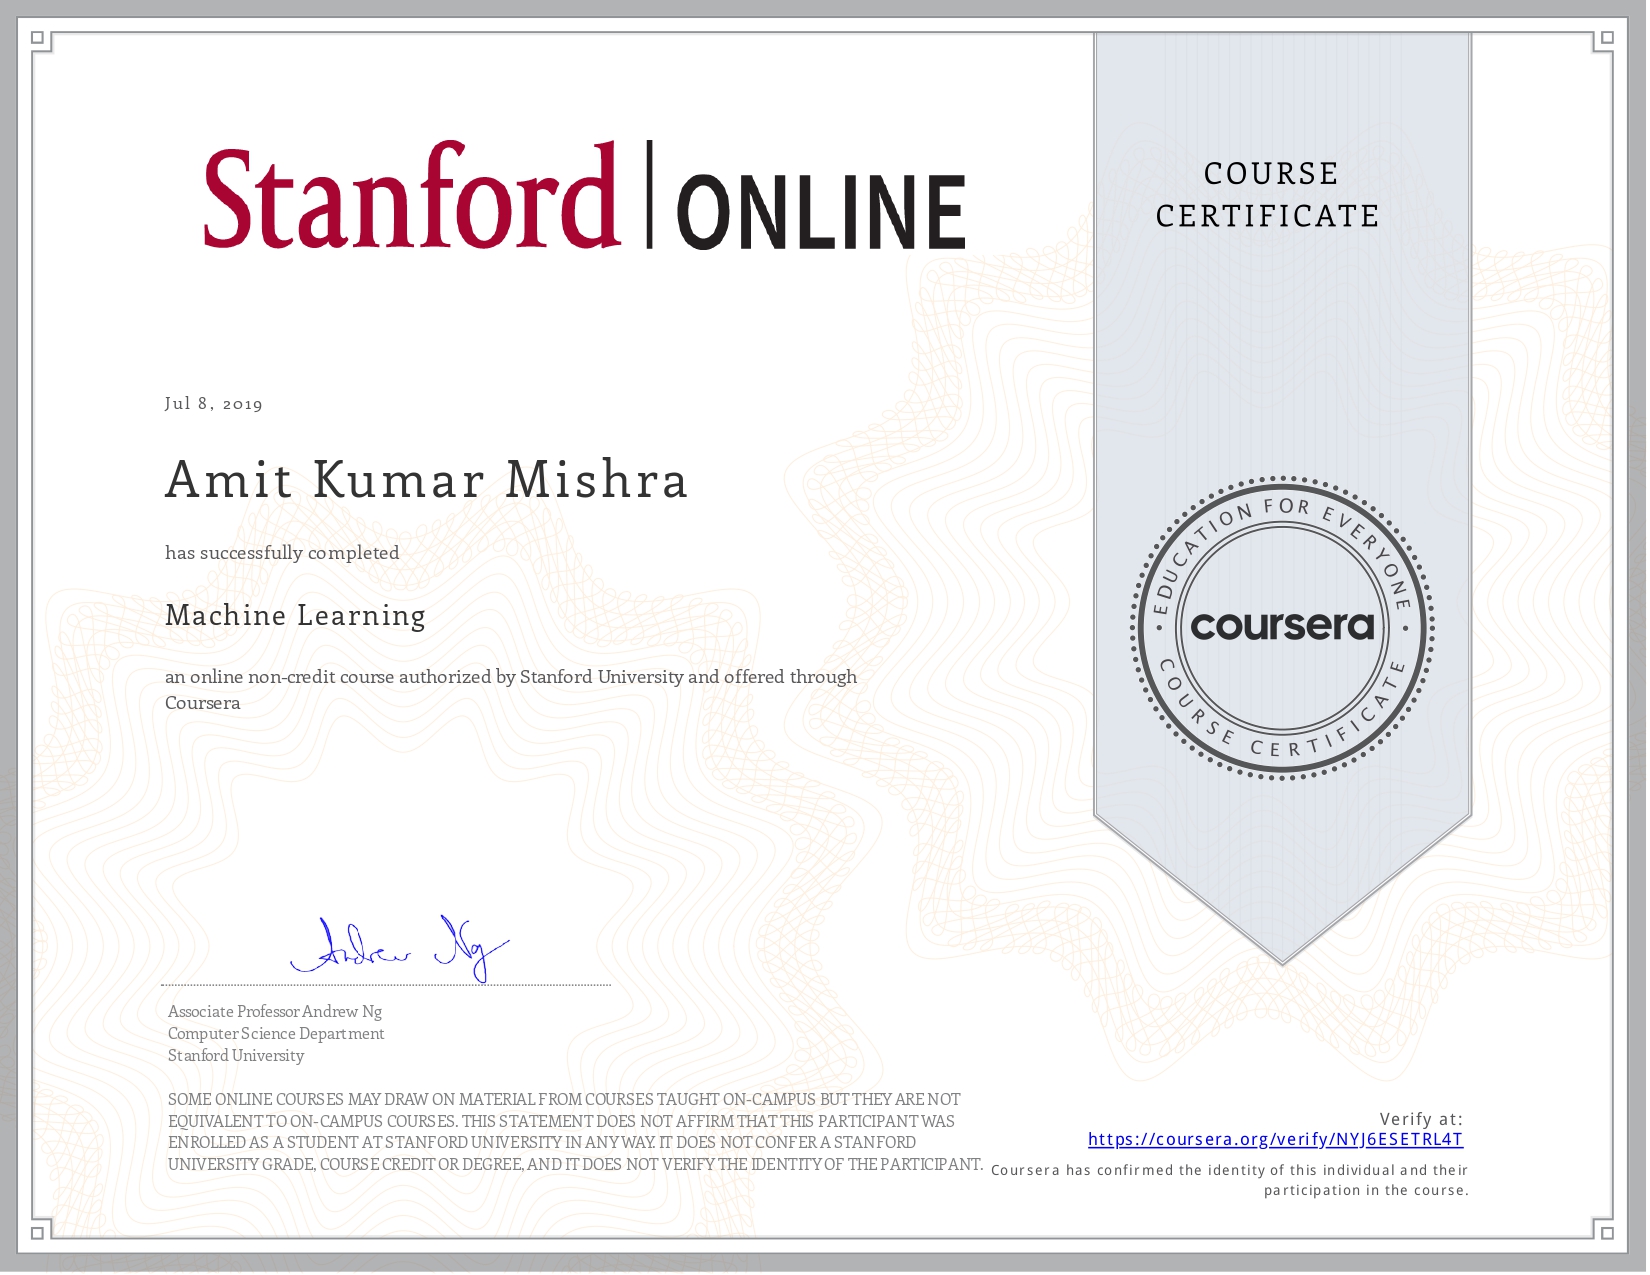 Stanford | ONLINE
COURSE
CERTIFICATE
Jul 8, 2019
Amit Kumar Mishra
has successfully completed
Machine Learning
an online non-credit course authorized by Stanford University and offered through
Coursera
EDUCATION FOR EVERYONE
coursera
COURSE CERTIFICATE
Andrew Ng
Associate Professor Andrew Ng
Computer Science Department
Stanford University
SOME ONLINE COURSES MAY DRAW ON MATERIAL FROM COURSES TAUGHT ON-CAMPUS BUT THEY ARE NOT
EQUIVALENT TO ON-CAMPUS COURSES. THIS STATEMENT DOES NOT AFFIRM THAT THIS PARTICIPANT WAS
ENROLLED AS A STUDENT AT STANFORD UNIVERSITY IN ANY WAY. IT DOES NOT CONFER A STANFORD
UNIVERSITY GRADE, COURSE CREDIT OR DEGREE, AND IT DOES NOT VERIFY THE IDENTITY OF THE PARTICIPANT.
Verify at:
https://coursera.org/verify/NYJ6ESETRL4T
Coursera has confirmed the identity of this individual and their
participation in the course.